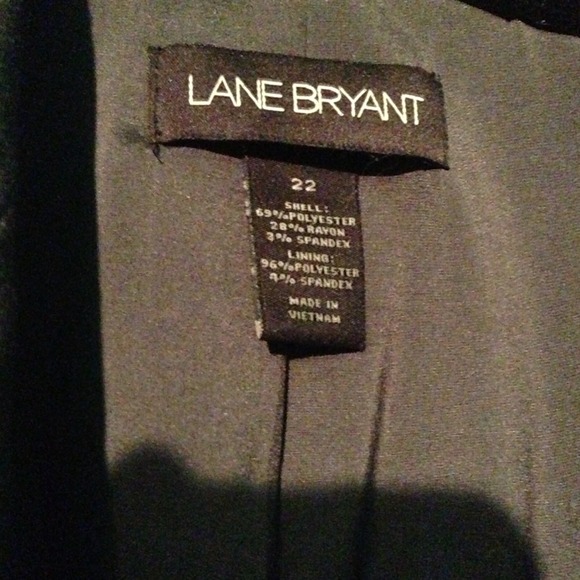 LANE BRYANT
22
SHELL:
69%POLYESTER
28% RAYON
3% SPANDEX
LINING:
96%POLYESTER
4% SPANDEX
MADE IN
VIETNAM